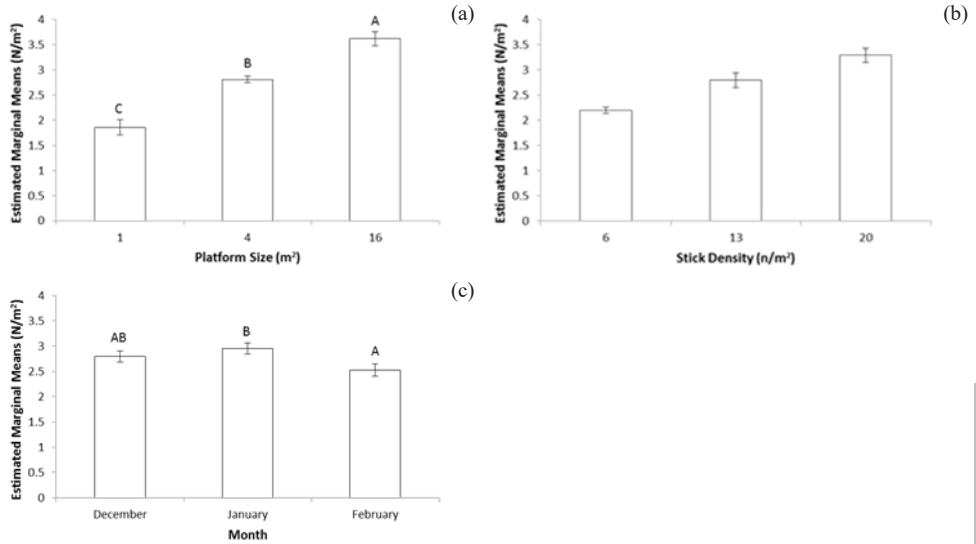 (a)
Estimated Marginal Means (N/m²)
4
3.5
3
2.5
2
1.5
1
0.5
0
C
B
A
1 4 16
Platform Size (m²)
(b)
Estimated Marginal Means (N/m²)
4
3.5
3
2.5
2
1.5
1
0.5
0
6 13 20
Stick Density (n/m²)
(c)
Estimated Marginal Means (N/m²)
4
3.5
3
2.5
2
1.5
1
0.5
0
AB
B
A
December January February
Month